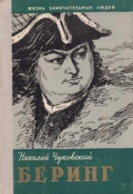 ЖИЗНЬ ЗАМЕЧАТЕЛЬНЫХ ЛЮДЕЙ
Николай Чуковский
БЕРИНГ